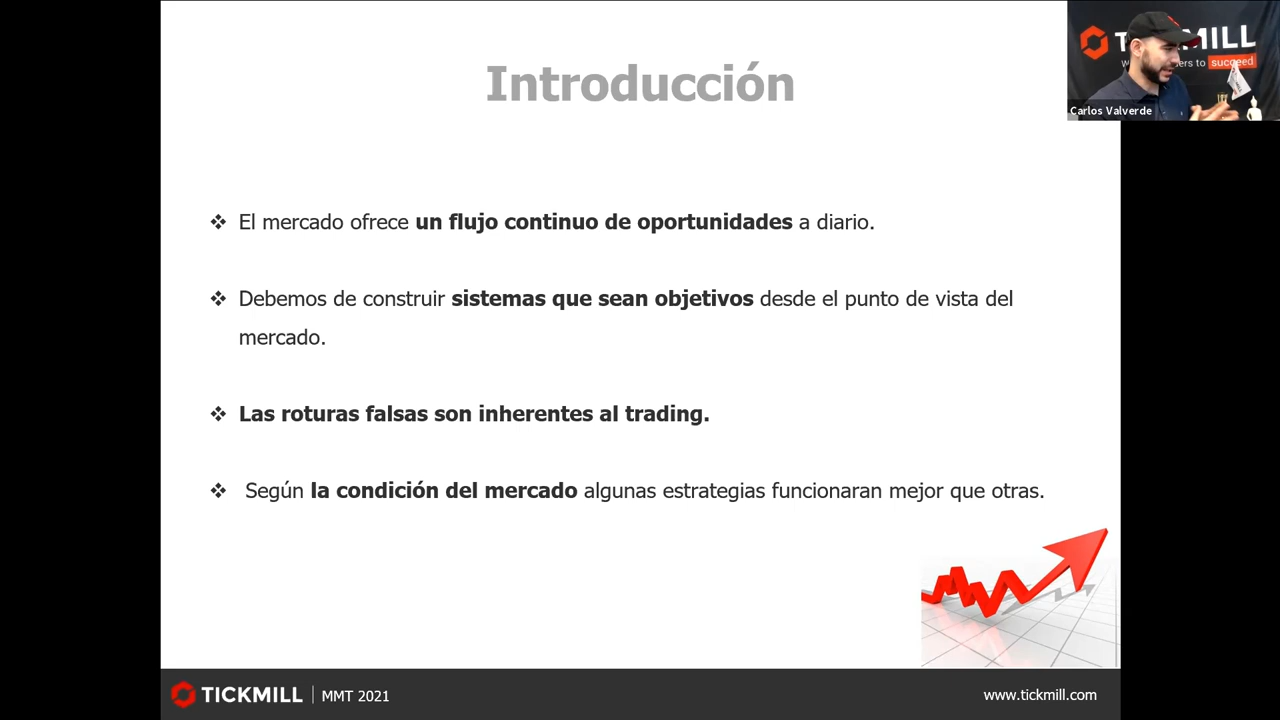 Introducción
TICKMILL
succeed
Carlos Valverde
❖ El mercado ofrece un flujo continuo de oportunidades a diario.
❖ Debemos de construir sistemas que sean objetivos desde el punto de vista del
mercado.
❖ Las roturas falsas son inherentes al trading.
❖ Según la condición del mercado algunas estrategias funcionaran mejor que otras.
TICKMILL | MMT 2021
www.tickmill.com